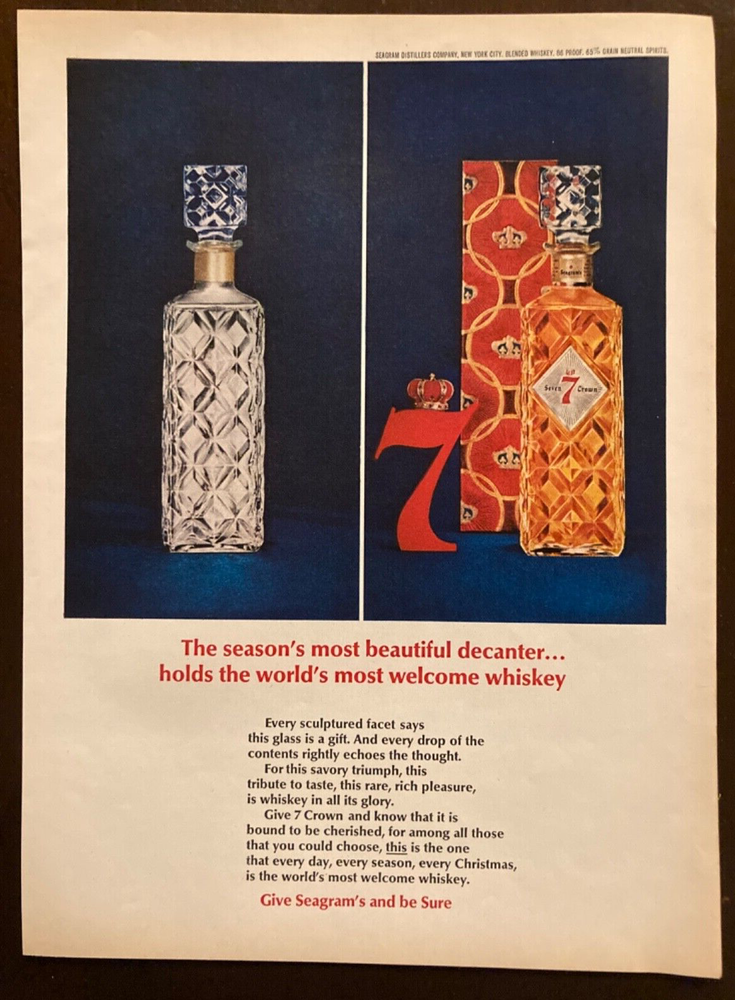 SEAGRAM DISTILLERS COMPANY, NEW YORK CITY. BLENDED WHISKEY. 86 PROOF. 65% GRAIN NEUTRAL SPIRITS.
Seagram's
Seven 7 Crown
7
The season's most beautiful decanter...
holds the world's most welcome whiskey
Every sculptured facet says
this glass is a gift. And every drop of the
contents rightly echoes the thought.
For this savory triumph, this
tribute to taste, this rare, rich pleasure,
is whiskey in all its glory.
Give 7 Crown and know that it is
bound to be cherished, for among all those
that you could choose, this is the one
that every day, every season, every Christmas,
is the world's most welcome whiskey.
Give Seagram's and be Sure